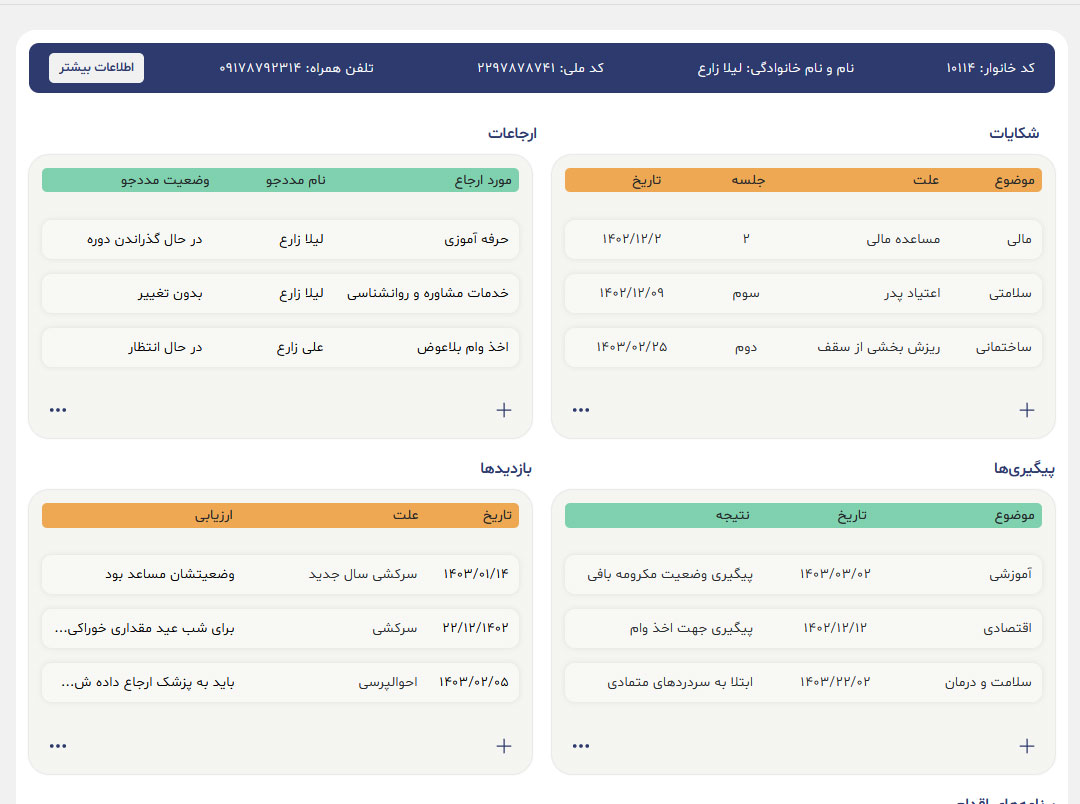 کد خانوار: ۱۰۱۱۴ نام و نام خانوادگی: لیلا زارع کد ملی: ۲۲۹۷۸۷۸۷۴۱ تلفن همراه: ۰۹۱۷۸۷۹۲۳۱۴ اطلاعات بیشتر
شکایات
موضوع علت جلسه تاریخ
مالی مساعده مالی ۲ ۱۴۰۲/۱۲/۲
سلامتی اعتیاد پدر سوم ۱۴۰۲/۱۲/۰۹
ساختمانی ریزش بخشی از سقف دوم ۱۴۰۳/۰۲/۲۵
ارجاعات
مورد ارجاع نام مددجو وضعیت مددجو
حرفه آموزی لیلا زارع در حال گذراندن دوره
خدمات مشاوره و روانشناسی لیلا زارع بدون تغییر
اخذ وام بلاعوض علی زارع در حال انتظار
پیگیری‌ها
موضوع تاریخ نتیجه
آموزشی ۱۴۰۳/۰۳/۰۲ پیگیری وضعیت مکرومه بافی
اقتصادی ۱۴۰۲/۱۲/۱۲ پیگیری جهت اخذ وام
سلامت و درمان ۱۴۰۳/۲۲/۰۲ ابتلا به سردردهای متمادی
بازدیدها
تاریخ علت ارزیابی
۱۴۰۳/۰۱/۱۴ سرکشی سال جدید وضعیتشان مساعد بود
۲۲/۱۲/۱۴۰۲ سرکشی برای شب عید مقداری خوراکی...
۱۴۰۳/۰۲/۰۵ احوالپرسی باید به پزشک ارجاع داده ش...